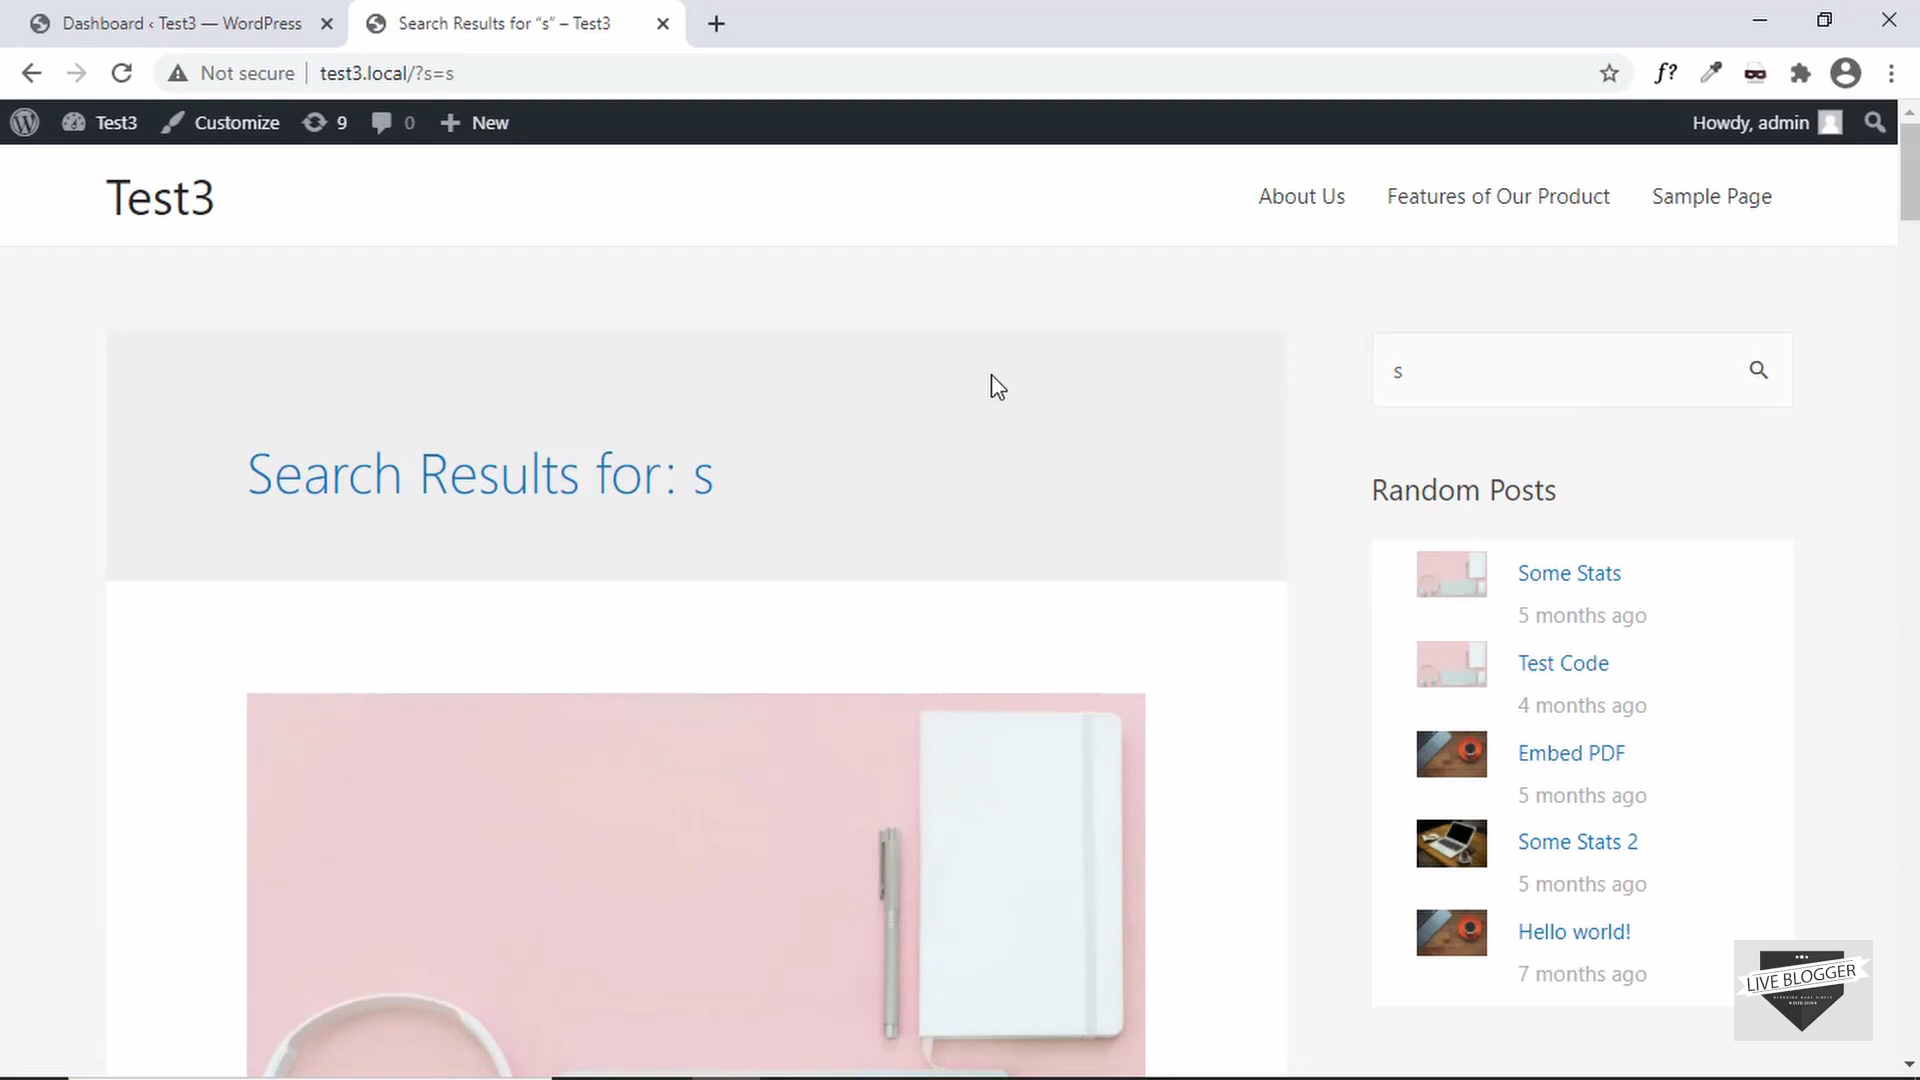 Dashboard ‹ Test3 — WordPress
Search Results for “s” – Test3
Not secure
test3.local/?s=s
f?
Test3
Customize
9
0
New
Howdy, admin
Test3
About Us
Features of Our Product
Sample Page
s
Search Results for: s
Random Posts
Some Stats
5 months ago
Test Code
4 months ago
Embed PDF
5 months ago
Some Stats 2
5 months ago
Hello world!
7 months ago
LIVE BLOGGER